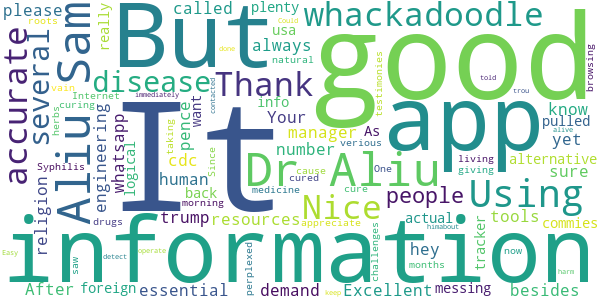 please called plenty whackadoodle
really usa always
roots Could
done natural
But good
Aliu Sam
accurate several disease Thank info want
vain Internet curing herbs
engineering whatsapp logical pence
immediately
It app
Your manager As know
testimonies told trou
browsing
pulled yet
cdc taking number verious
contacted
alternative sure
Syphilis human Since
Dr Aliu
cause One living alive
cured cure giving
religion drugs back morning medicine
people Using
trump resources Nice
appreciate
actual tools commies
hey tracker now
challenges himabout
information
Easy saw detect operate
perplexed months
keep harm
After foreign essential demand Excellent messing besides